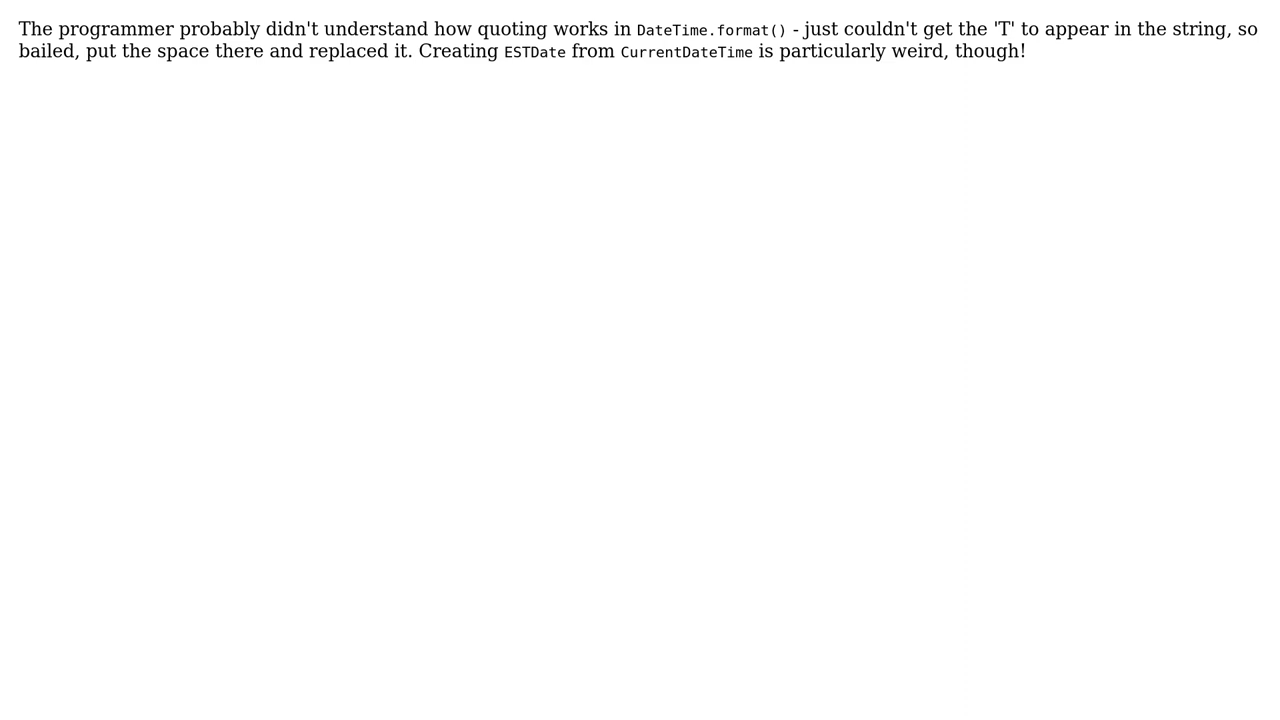 The programmer probably didn't understand how quoting works in DateTime.format() - just couldn't get the 'T' to appear in the string, so
bailed, put the space there and replaced it. Creating ESTDate from CurrentDateTime is particularly weird, though!